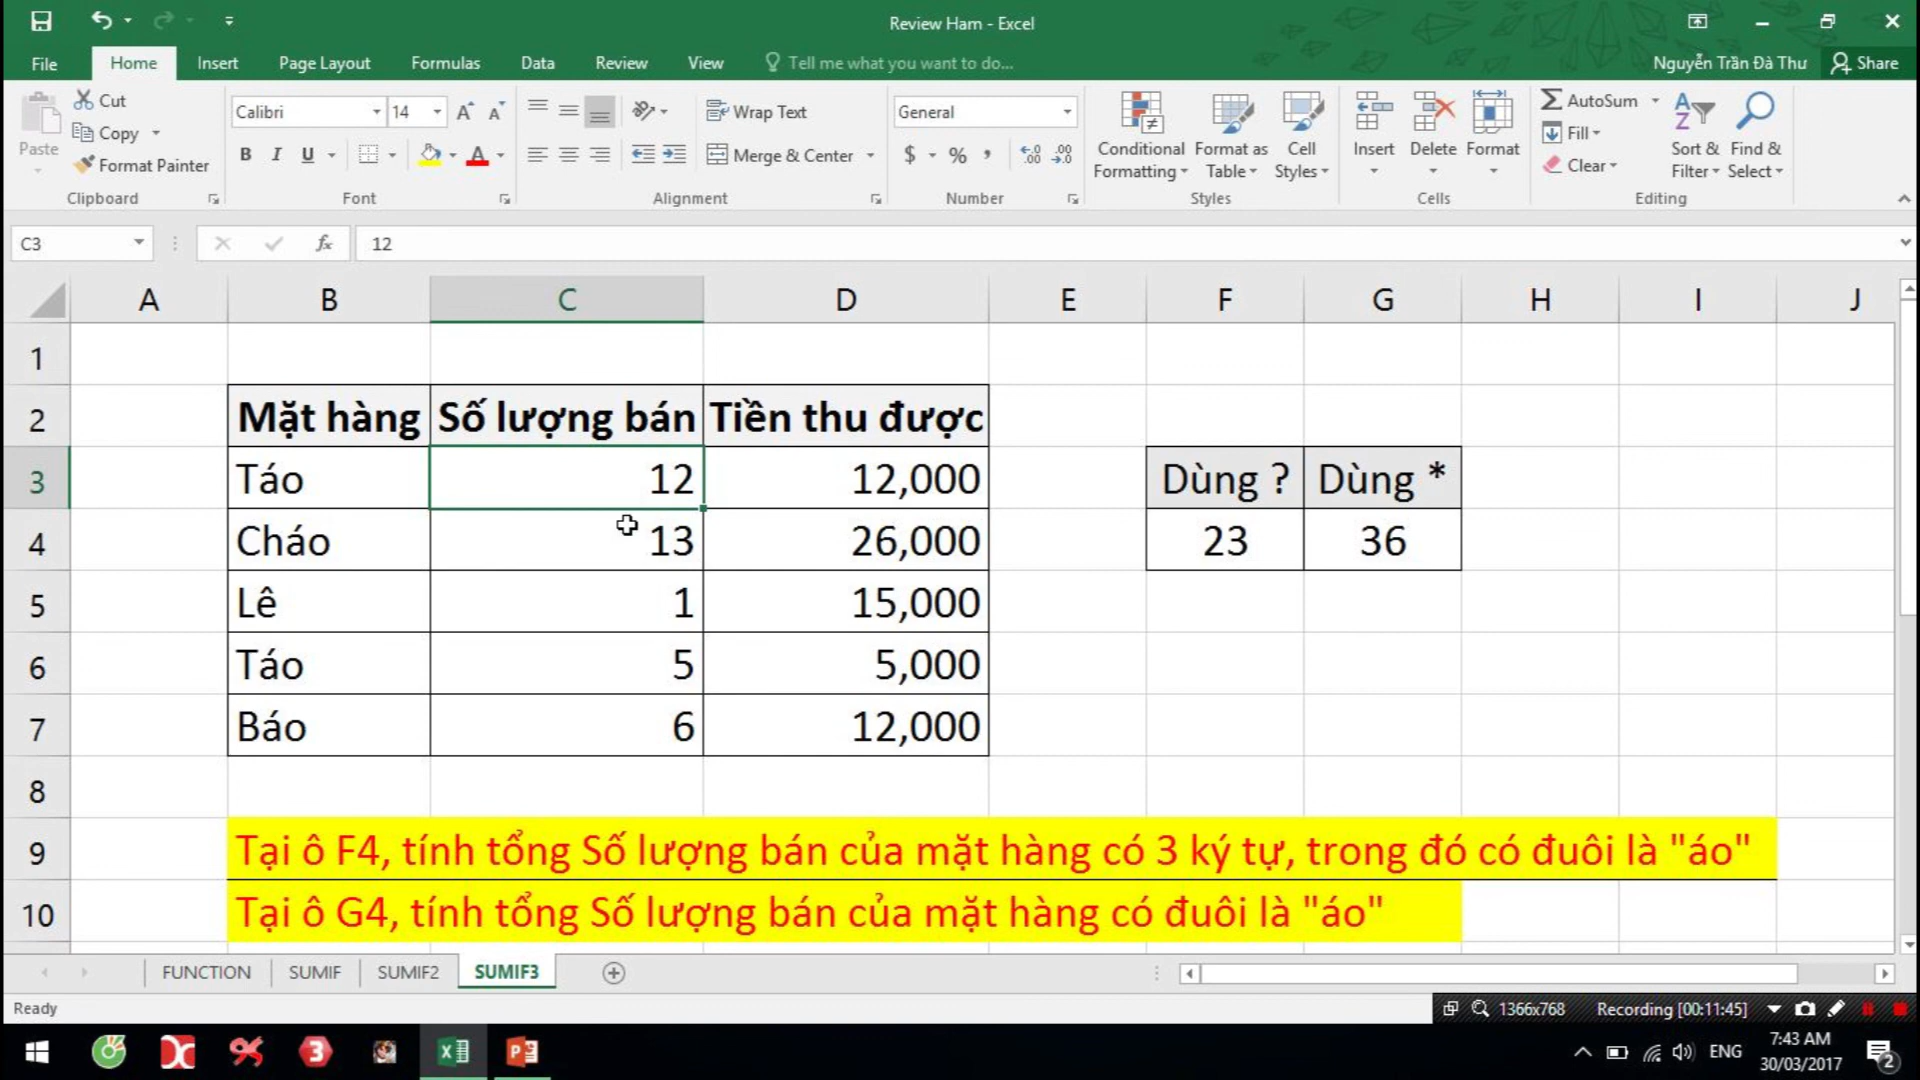 Review Ham - Excel
File Home Insert Page Layout Formulas Data Review View Tell me what you want to do... Nguyễn Trần Đà Thư Share
Paste
Cut
Copy
Format Painter
Clipboard
Calibri 14
B I U A
Font
Wrap Text
Merge & Center
Alignment
General
$ % ,
Number
Conditional Formatting
Format as Table
Cell Styles
Styles
Insert Delete Format
Cells
AutoSum
Fill
Clear
Sort & Filter
Find & Select
Editing
C3 fx 12
A B C D E F G H I J
1
2 Mặt hàng Số lượng bán Tiền thu được
3 Táo 12 12,000 Dùng ? Dùng *
4 Cháo 13 26,000 23 36
5 Lê 1 15,000
6 Táo 5 5,000
7 Báo 6 12,000
8
9 Tại ô F4, tính tổng Số lượng bán của mặt hàng có 3 ký tự, trong đó có đuôi là "áo"
10 Tại ô G4, tính tổng Số lượng bán của mặt hàng có đuôi là "áo"
FUNCTION SUMIF SUMIF2 SUMIF3
Ready
1366x768 Recording [00:11:45]
ENG 7:43 AM
30/03/2017
2